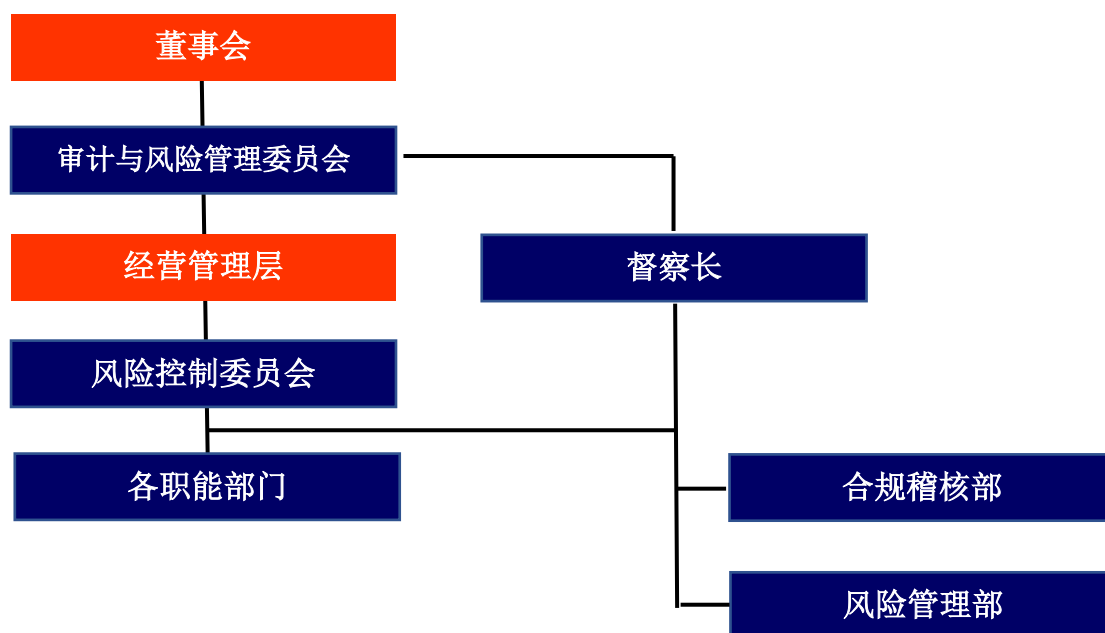 董事会
审计与风险管理委员会
经营管理层
督察长
风险控制委员会
各职能部门
合规稽核部
风险管理部